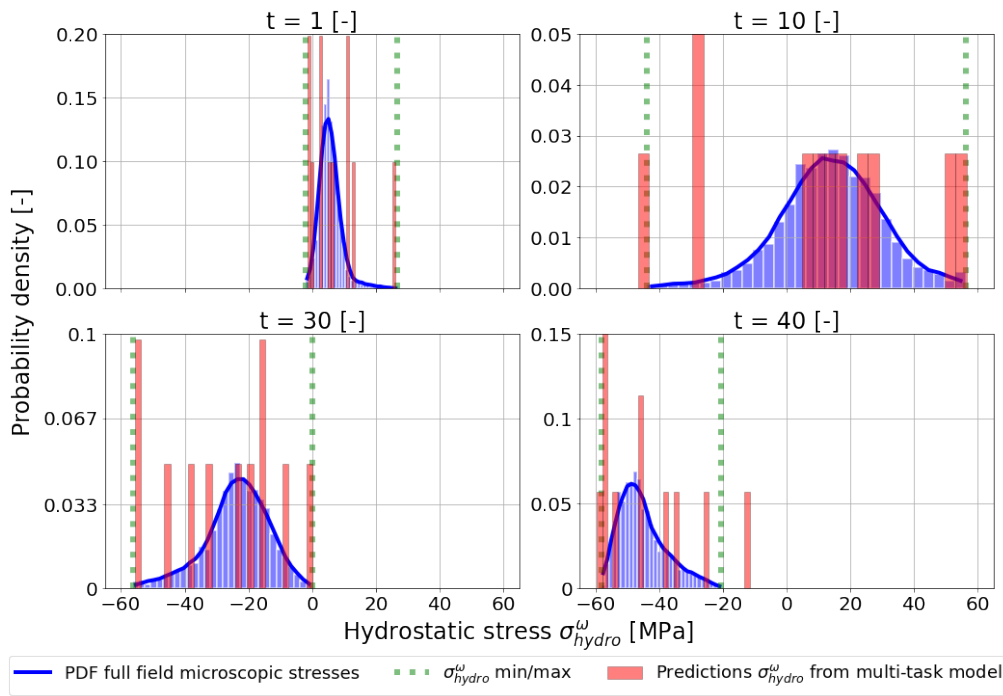 t = 1 [-]
t = 10 [-]
0.20
0.15
0.10
0.05
0.00
0.05
0.04
0.03
0.02
0.01
0.00
Probability density [-]
t = 30 [-]
t = 40 [-]
0.1
0.067
0.033
0
0.15
0.1
0.05
0
−60 −40 −20 0 20 40 60
−60 −40 −20 0 20 40 60
Hydrostatic stress σ^ω_hydro [MPa]
PDF full field microscopic stresses
σ^ω_hydro min/max
Predictions σ^ω_hydro from multi-task model